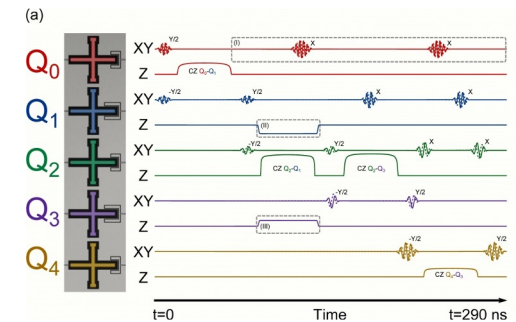 (a)
Q0 XY Y/2 (I) X X
Z CZ Q0-Q1
Q1 XY -Y/2 Y/2 X X
Z (II)
Q2 XY -Y/2 Y/2 X X
Z CZ Q2-Q1 CZ Q2-Q3
Q3 XY -Y/2 -Y/2
Z (III)
Q4 XY -Y/2 Y/2
Z CZ Q4-Q3
t=0 Time t=290 ns